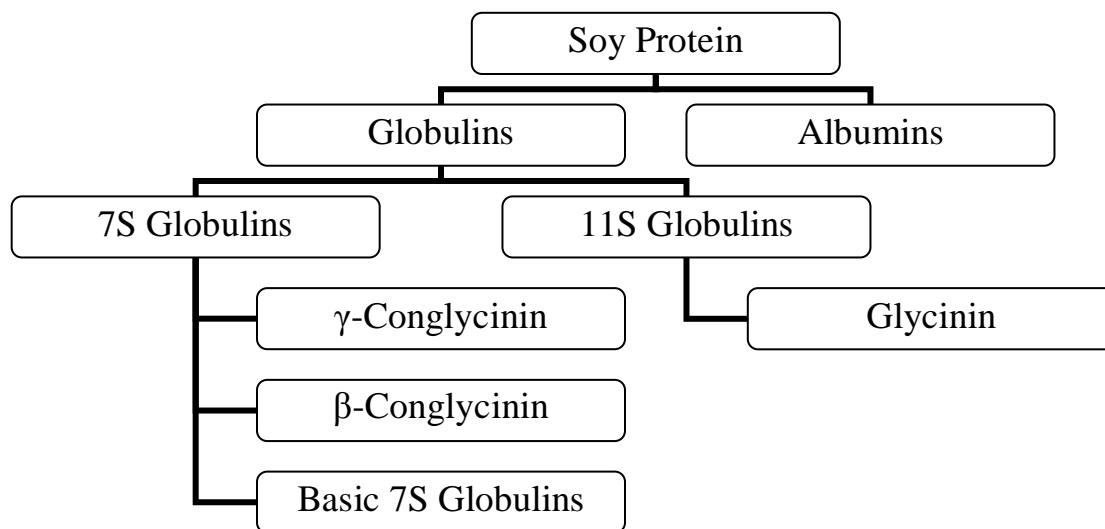 Soy Protein
Globulins
Albumins
7S Globulins
11S Globulins
γ-Conglycinin
Glycinin
β-Conglycinin
Basic 7S Globulins